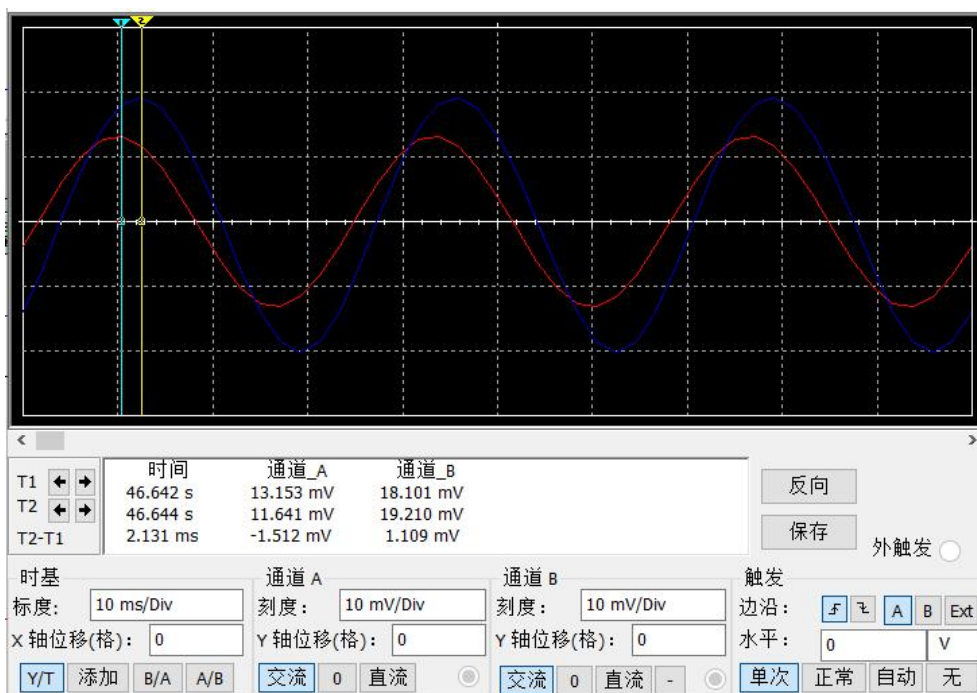 1 2
时间 通道_A 通道_B
T1 46.642 s 13.153 mV 18.101 mV
T2 46.644 s 11.641 mV 19.210 mV
T2-T1 2.131 ms -1.512 mV 1.109 mV
反向
保存
外触发
时基 通道 A 通道 B 触发
标度: 10 ms/Div 刻度: 10 mV/Div 刻度: 10 mV/Div 边沿: A B Ext
X 轴位移(格): 0 Y 轴位移(格): 0 Y 轴位移(格): 0 水平: 0 V
Y/T 添加 B/A A/B 交流 0 直流 交流 0 直流 - 单次 正常 自动 无